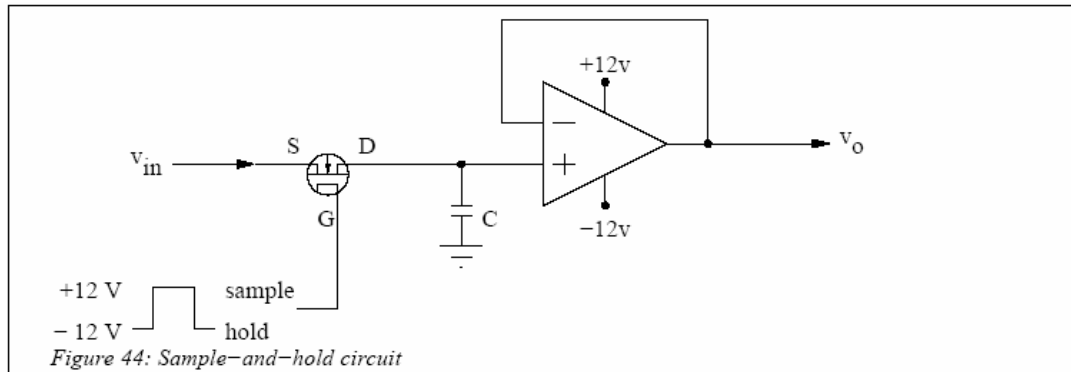 +12v
−
v_o
v_in
S
D
+
G
C
−12v
+12 V
sample
− 12 V
hold
Figure 44: Sample−and−hold circuit